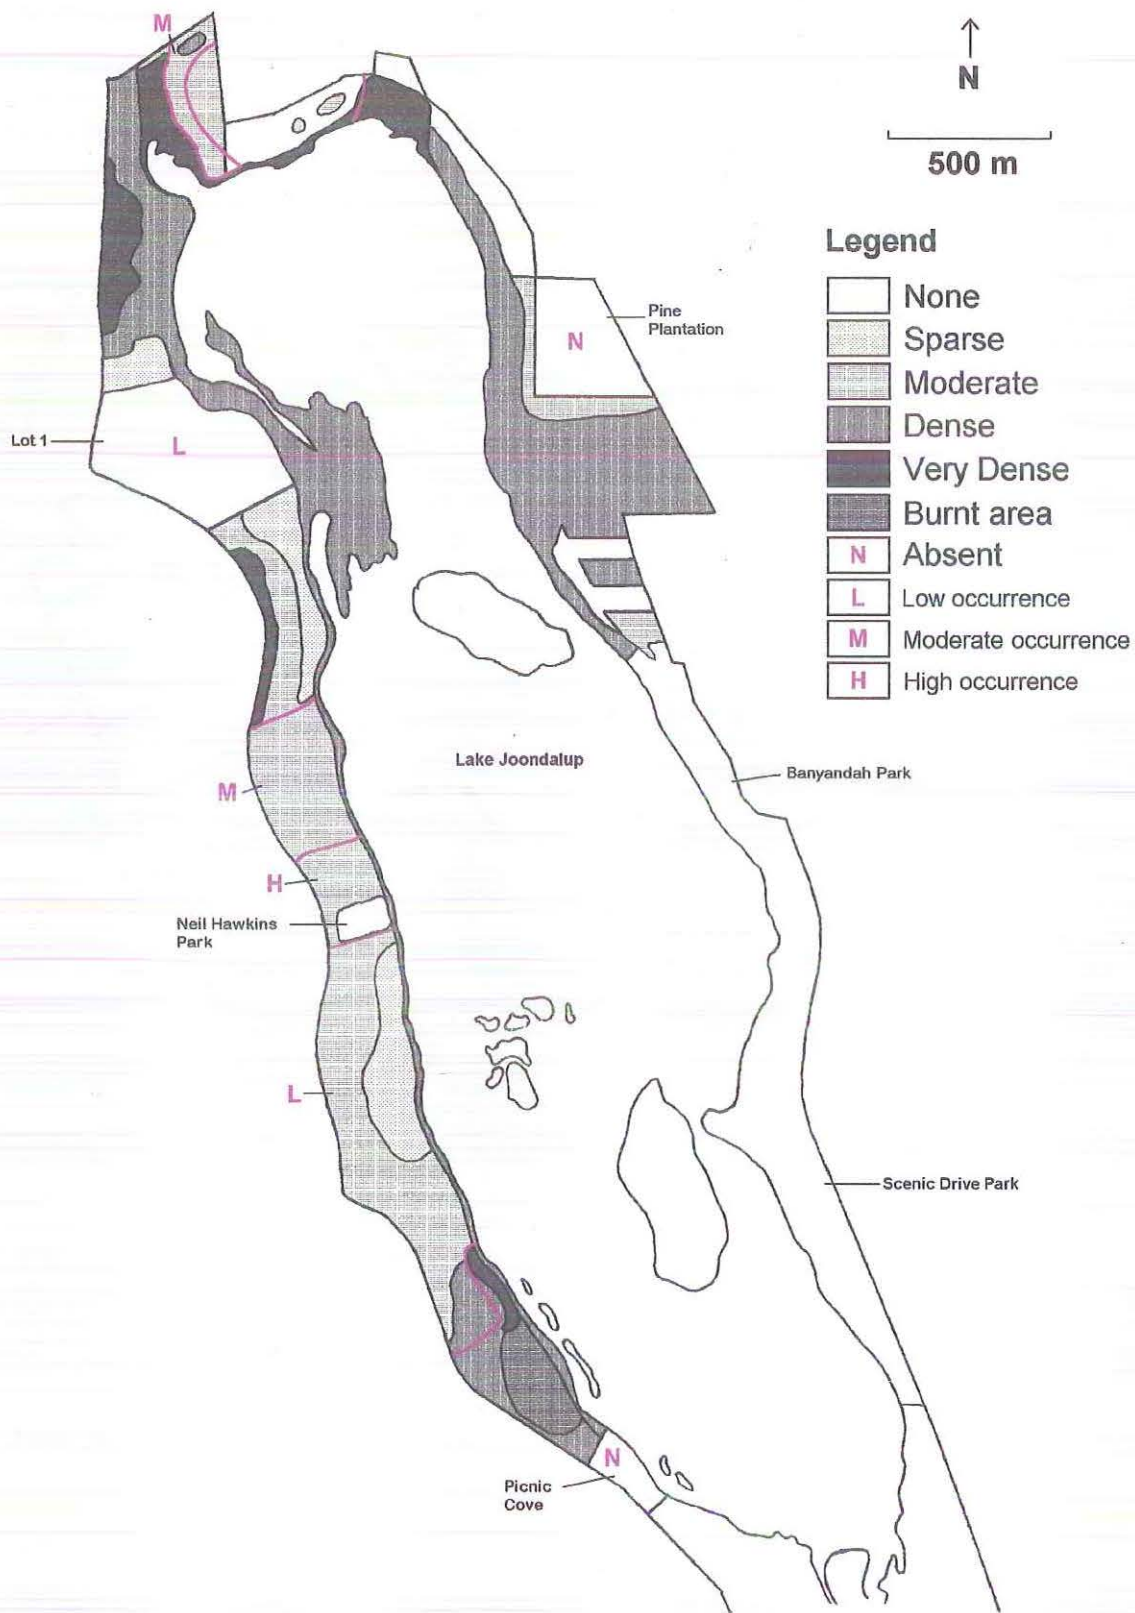 M
N
500 m
Legend
None
Sparse
Moderate
Dense
Very Dense
Burnt area
N Absent
L Low occurrence
M Moderate occurrence
H High occurrence
Pine
Plantation
N
Lot 1
L
Lake Joondalup
Banyandah Park
M
H
Neil Hawkins
Park
L
Scenic Drive Park
N
Picnic
Cove